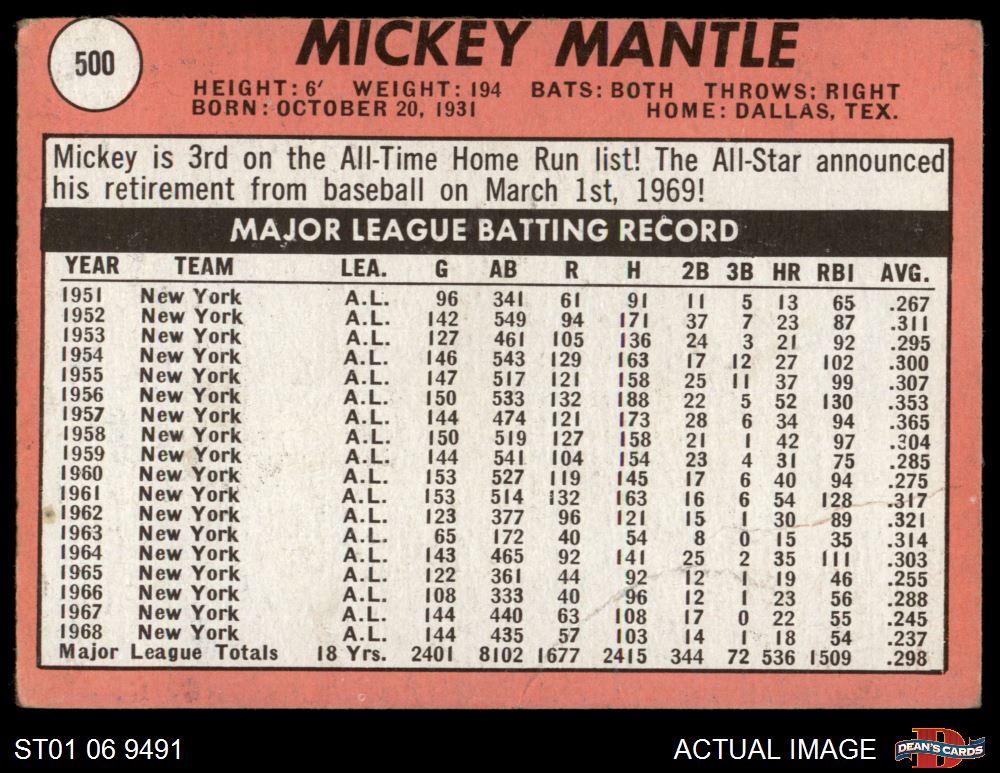 500
MICKEY MANTLE
HEIGHT: 6' WEIGHT: 194 BATS: BOTH THROWS: RIGHT
BORN: OCTOBER 20, 1931 HOME: DALLAS, TEX.
Mickey is 3rd on the All-Time Home Run list! The All-Star announced
his retirement from baseball on March 1st, 1969!
MAJOR LEAGUE BATTING RECORD
YEAR TEAM LEA. G AB R H 2B 3B HR RBI AVG.
1951 New York A.L. 96 341 61 91 11 5 13 65 .267
1952 New York A.L. 142 549 94 171 37 7 23 87 .311
1953 New York A.L. 127 461 105 136 24 3 21 92 .295
1954 New York A.L. 146 543 129 163 17 12 27 102 .300
1955 New York A.L. 147 517 121 158 25 11 37 99 .307
1956 New York A.L. 150 533 132 188 22 5 52 130 .353
1957 New York A.L. 144 474 121 173 28 6 34 94 .365
1958 New York A.L. 150 519 127 158 21 1 42 97 .304
1959 New York A.L. 144 541 104 154 23 4 31 75 .285
1960 New York A.L. 153 527 119 145 17 6 40 94 .275
1961 New York A.L. 153 514 132 163 16 6 54 128 .317
1962 New York A.L. 123 377 96 121 15 1 30 89 .321
1963 New York A.L. 65 172 40 54 8 0 15 35 .314
1964 New York A.L. 143 465 92 141 25 2 35 111 .303
1965 New York A.L. 122 361 44 92 12 1 19 46 .255
1966 New York A.L. 108 333 40 96 12 1 23 56 .288
1967 New York A.L. 144 440 63 108 17 0 22 55 .245
1968 New York A.L. 144 435 57 103 14 1 18 54 .237
Major League Totals 18 Yrs. 2401 8102 1677 2415 344 72 536 1509 .298
ST01 06 9491 ACTUAL IMAGE D DEAN'S CARDS